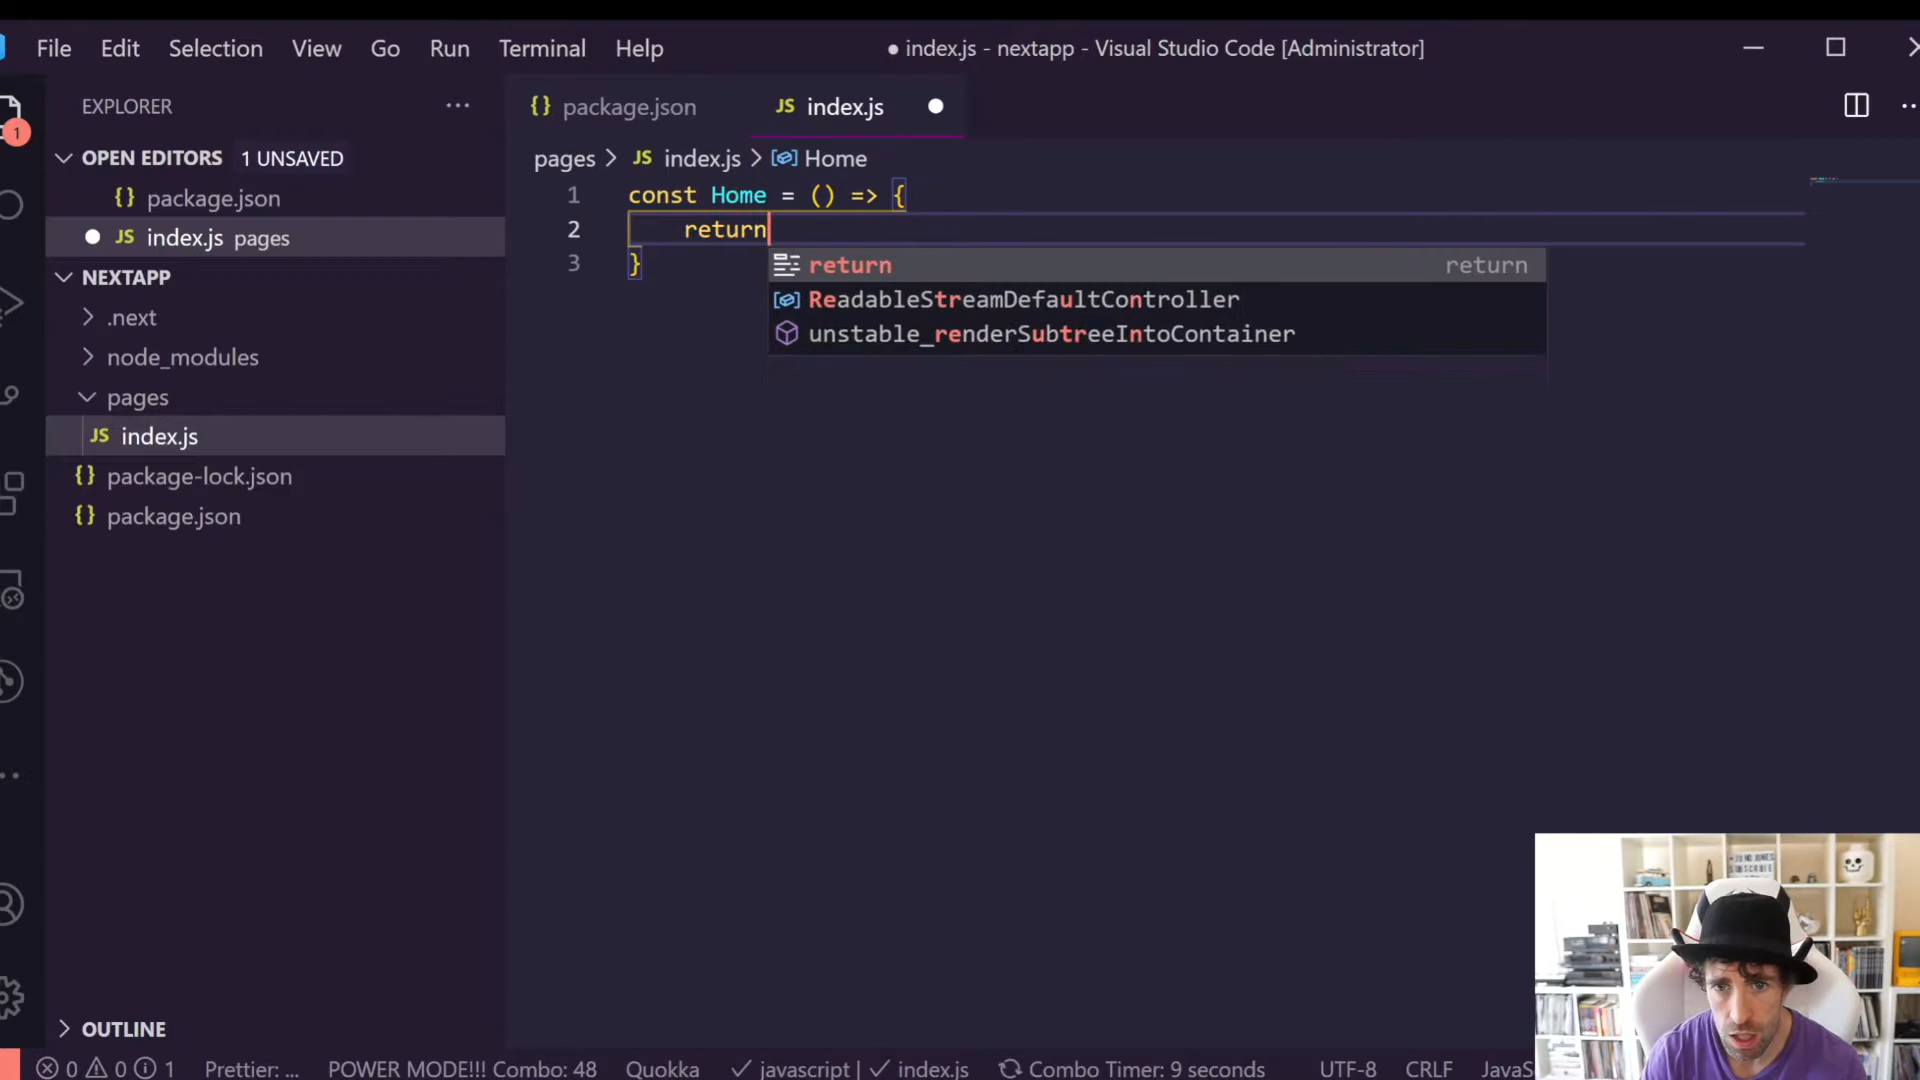 File Edit Selection View Go Run Terminal Help
● index.js - nextapp - Visual Studio Code [Administrator]
EXPLORER ...
1
OPEN EDITORS 1 UNSAVED
{} package.json
● JS index.js pages
NEXTAPP
.next
node_modules
pages
JS index.js
{} package-lock.json
{} package.json
OUTLINE
{} package.json JS index.js ●
pages > JS index.js > Home
1 const Home = () => {
2 return
3 }
return return
ReadableStreamDefaultController
unstable_renderSubtreeIntoContainer
0 0 1 Prettier: ... POWER MODE!!! Combo: 48 Quokka ✓ javascript | ✓ index.js Combo Timer: 9 seconds UTF-8 CRLF JavaS